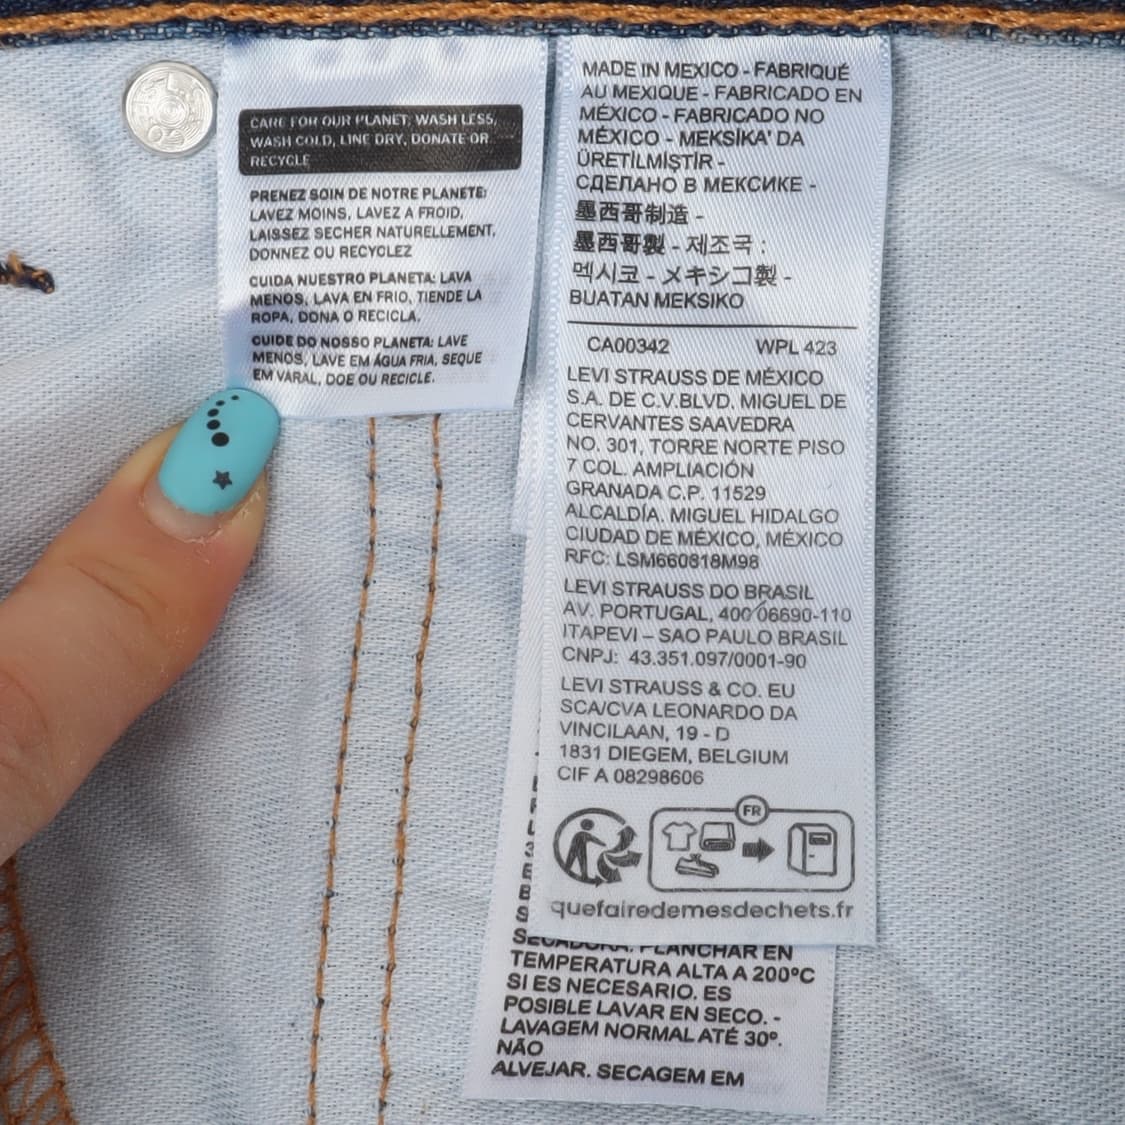 CARE FOR OUR PLANET: WASH LESS,
WASH COLD, LINE DRY, DONATE OR
RECYCLE
PRENEZ SOIN DE NOTRE PLANETE:
LAVEZ MOINS, LAVEZ A FROID,
LAISSEZ SECHER NATURELLEMENT,
DONNEZ OU RECYCLEZ
CUIDA NUESTRO PLANETA: LAVA
MENOS, LAVA EN FRIO, TIENDE LA
ROPA, DONA O RECICLA.
CUIDE DO NOSSO PLANETA: LAVE
MENOS, LAVE EM ÁGUA FRIA, SEQUE
EM VARAL, DOE OU RECICLE.
MADE IN MEXICO - FABRIQUÉ
AU MEXIQUE - FABRICADO EN
MÉXICO - FABRICADO NO
MÉXICO - MEKSİKA' DA
ÜRETİLMİŞTİR -
СДЕЛАНО В МЕКСИКЕ -
墨西哥制造 -
墨西哥製 - 제조국 :
멕시코 - メキシコ製 -
BUATAN MEKSIKO
CA00342 WPL 423
LEVI STRAUSS DE MÉXICO
S.A. DE C.V.BLVD, MIGUEL DE
CERVANTES SAAVEDRA
NO. 301, TORRE NORTE PISO
7 COL. AMPLIACIÓN
GRANADA C.P. 11529
ALCALDÍA, MIGUEL HIDALGO
CIUDAD DE MÉXICO, MÉXICO
RFC: LSM660818M98
LEVI STRAUSS DO BRASIL
AV. PORTUGAL, 400 06690-110
ITAPEVI – SAO PAULO BRASIL
CNPJ: 43.351.097/0001-90
LEVI STRAUSS & CO. EU
SCA/CVA LEONARDO DA
VINCILAAN, 19 - D
1831 DIEGEM, BELGIUM
CIF A 08298606
FR
quefairedemesdechets.fr
SECADORA. PLANCHAR EN
TEMPERATURA ALTA A 200ºC
SI ES NECESARIO. ES
POSIBLE LAVAR EN SECO. -
LAVAGEM NORMAL ATÉ 30º.
NÃO
ALVEJAR. SECAGEM EM